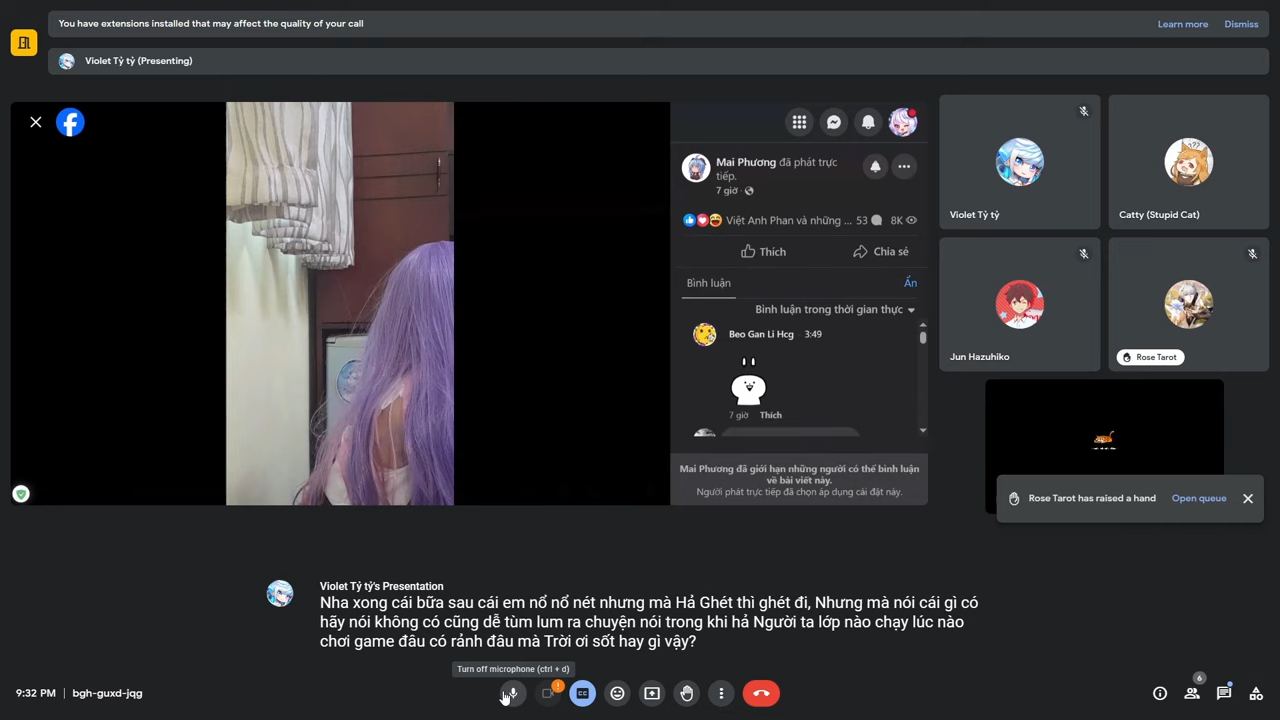 You have extensions installed that may affect the quality of your call
Learn more
Dismiss
Violet Tỷ tỷ (Presenting)
Mai Phương đã phát trực
tiếp.
7 giờ
Việt Anh Phan và những ... 53 8K
Thích
Chia sẻ
Bình luận
Ẩn
Bình luận trong thời gian thực
Beo Gan Li Hcg 3:49
7 giờ Thích
Mai Phương đã giới hạn những người có thể bình luận
về bài viết này.
Người phát trực tiếp đã chọn áp dụng cài đặt này.
Violet Tỷ tỷ
Catty (Stupid Cat)
Jun Hazuhiko
Rose Tarot
Rose Tarot has raised a hand
Open queue
Violet Tỷ tỷ's Presentation
Nha xong cái bữa sau cái em nổ nổ nét nhưng mà Hả Ghét thì ghét đi, Nhưng mà nói cái gì có
hãy nói không có cũng dễ tùm lum ra chuyện nói trong khi hả Người ta lớp nào chạy lúc nào
chơi game đâu có rảnh đâu mà Trời ơi sốt hay gì vậy?
Turn off microphone (ctrl + d)
9:32 PM | bgh-guxd-jqg
CC
6